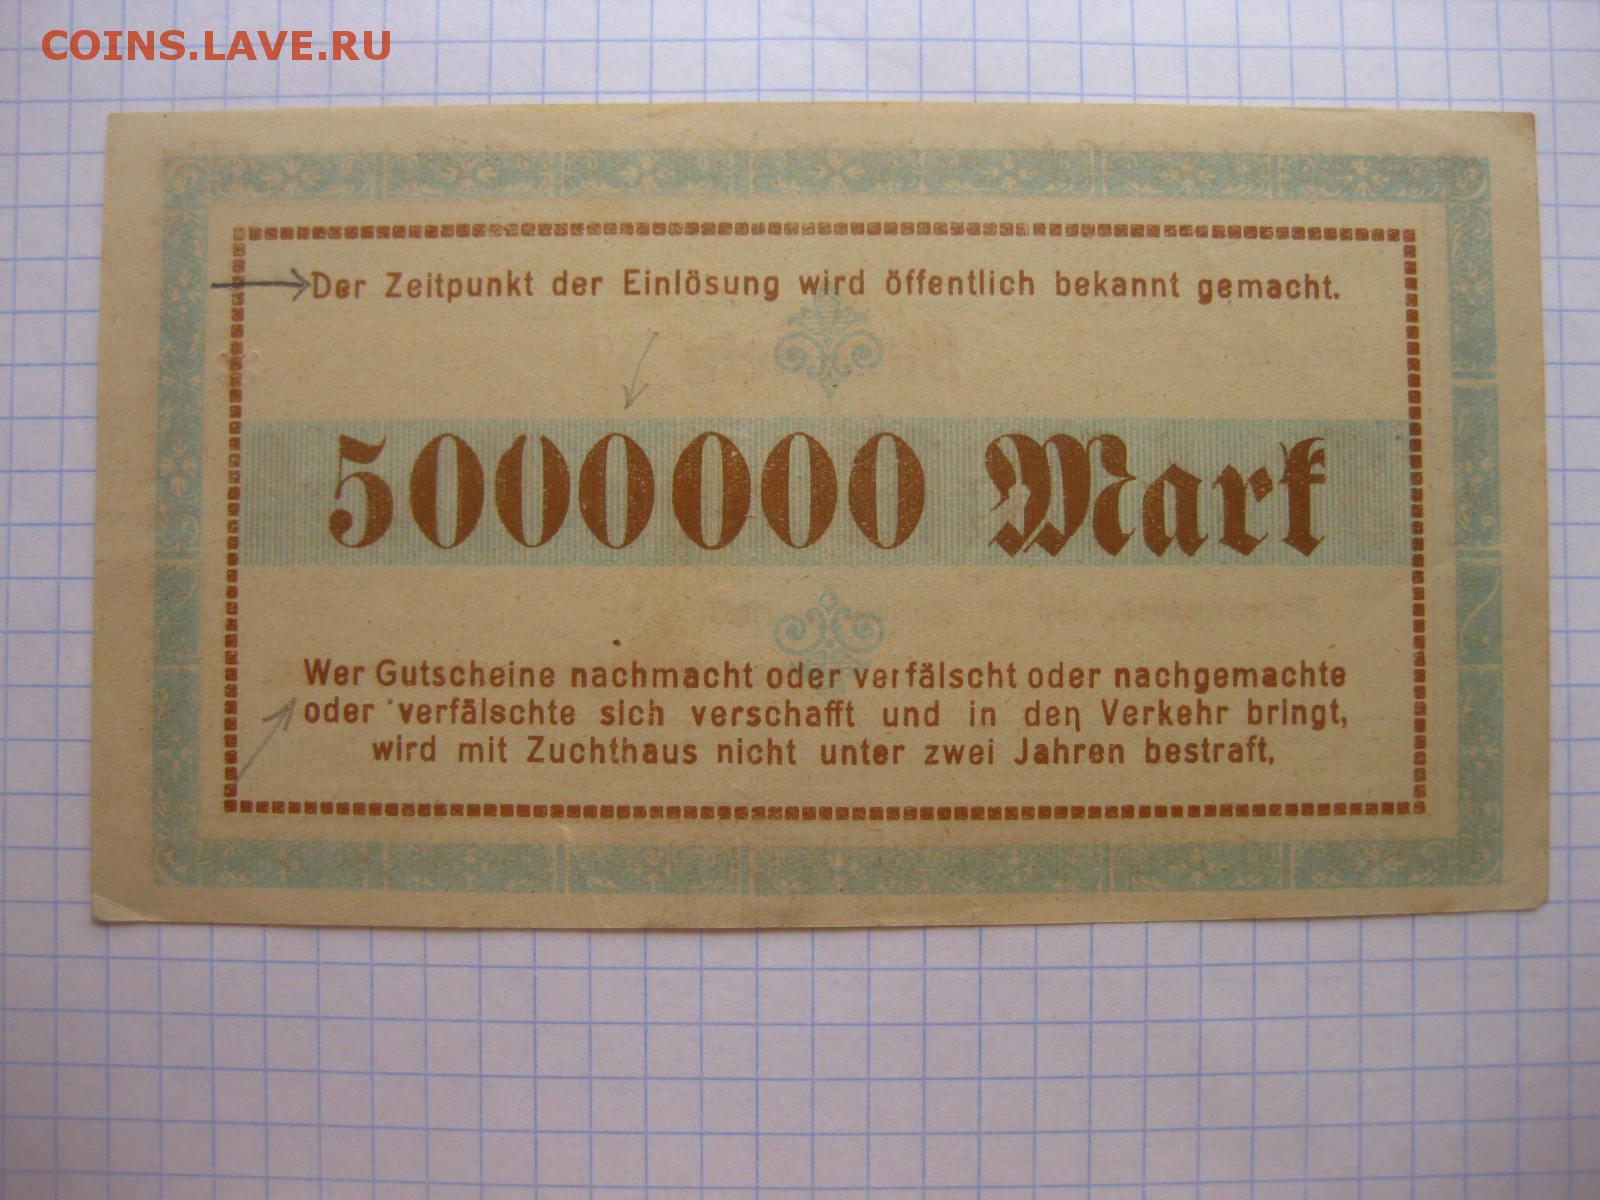 COINS.LAVE.RU
Der Zeitpunkt der Einlösung wird öffentlich bekannt gemacht.
5000000 Mark
Wer Gutscheine nachmacht oder verfälscht oder nachgemachte
oder verfälschte sich verschafft und in den Verkehr bringt,
wird mit Zuchthaus nicht unter zwei Jahren bestraft,